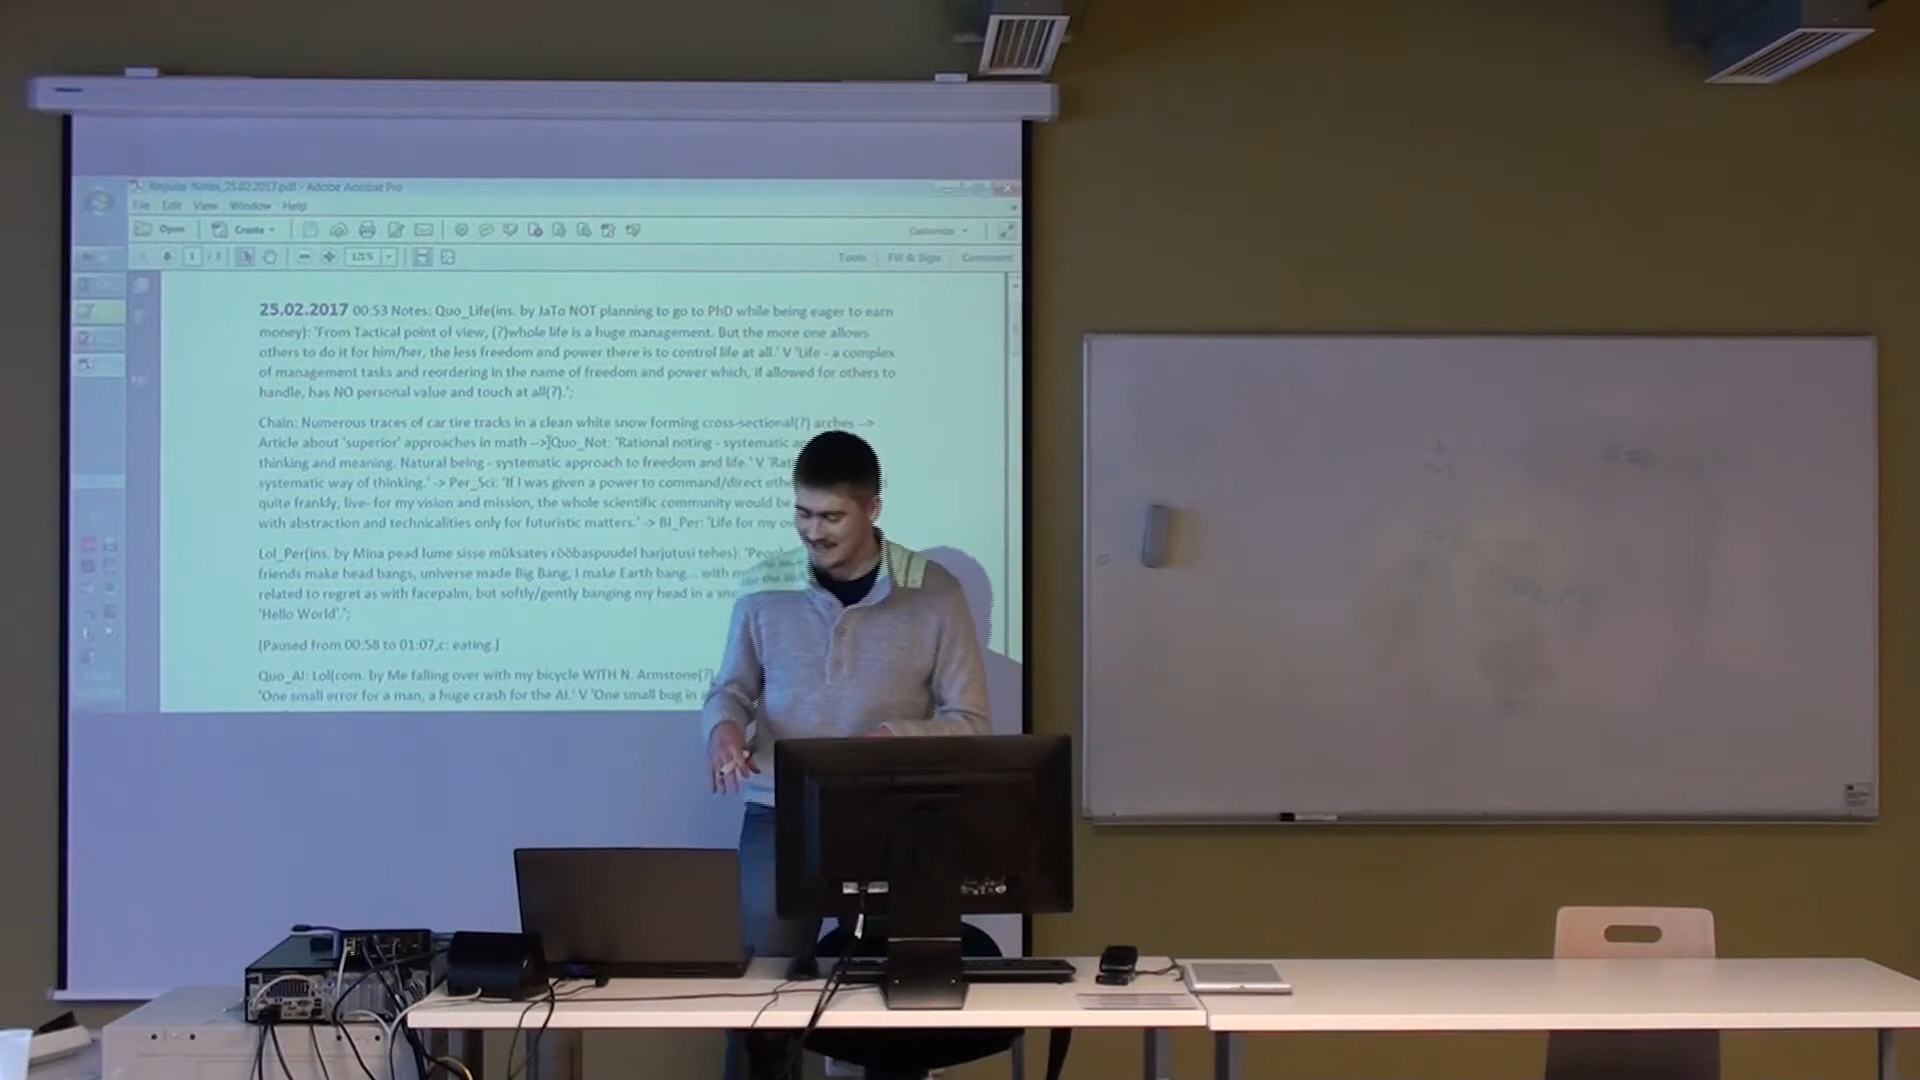 Regular Notes_25.02.2017.pdf - Adobe Acrobat Pro
File Edit View Window Help
Open Create Customize
1 / 3 125% Tools Fill & Sign Comment
25.02.2017 00:53 Notes: Quo_Life(ins. by JaTo NOT planning to go to PhD while being eager to earn
money): 'From Tactical point of view, (?)whole life is a huge management. But the more one allows
others to do it for him/her, the less freedom and power there is to control life at all.' V 'Life - a complex
of management tasks and reordering in the name of freedom and power which, if allowed for others to
handle, has NO personal value and touch at all(?).';
Chain: Numerous traces of car tire tracks in a clean white snow forming cross-sectional(?) arches -->
Article about 'superior' approaches in math -->Quo_Not: 'Rational noting - systematic
thinking and meaning. Natural being - systematic approach to freedom and life.' V
systematic way of thinking.' -> Per_Sci: 'If I was given a power to command/direct
quite frankly, live- for my vision and mission, the whole scientific community would be
with abstraction and technicalities only for futuristic matters.' -> BI_Per: 'Life for my
Lol_Per(ins. by Mina pead lume sisse müksates rööbaspuudel harjutusi tehes):
friends make head bangs, universe made Big Bang, I make Earth bang... with
related to regret as with facepalm, but softly/gently banging my head in a
'Hello World'.';
[Paused from 00:58 to 01:07,c: eating.]
Quo_AI: Lol(com. by Me falling over with my bicycle WITH N. Armstone(?)
'One small error for a man, a huge crash for the AI.' V 'One small bug in